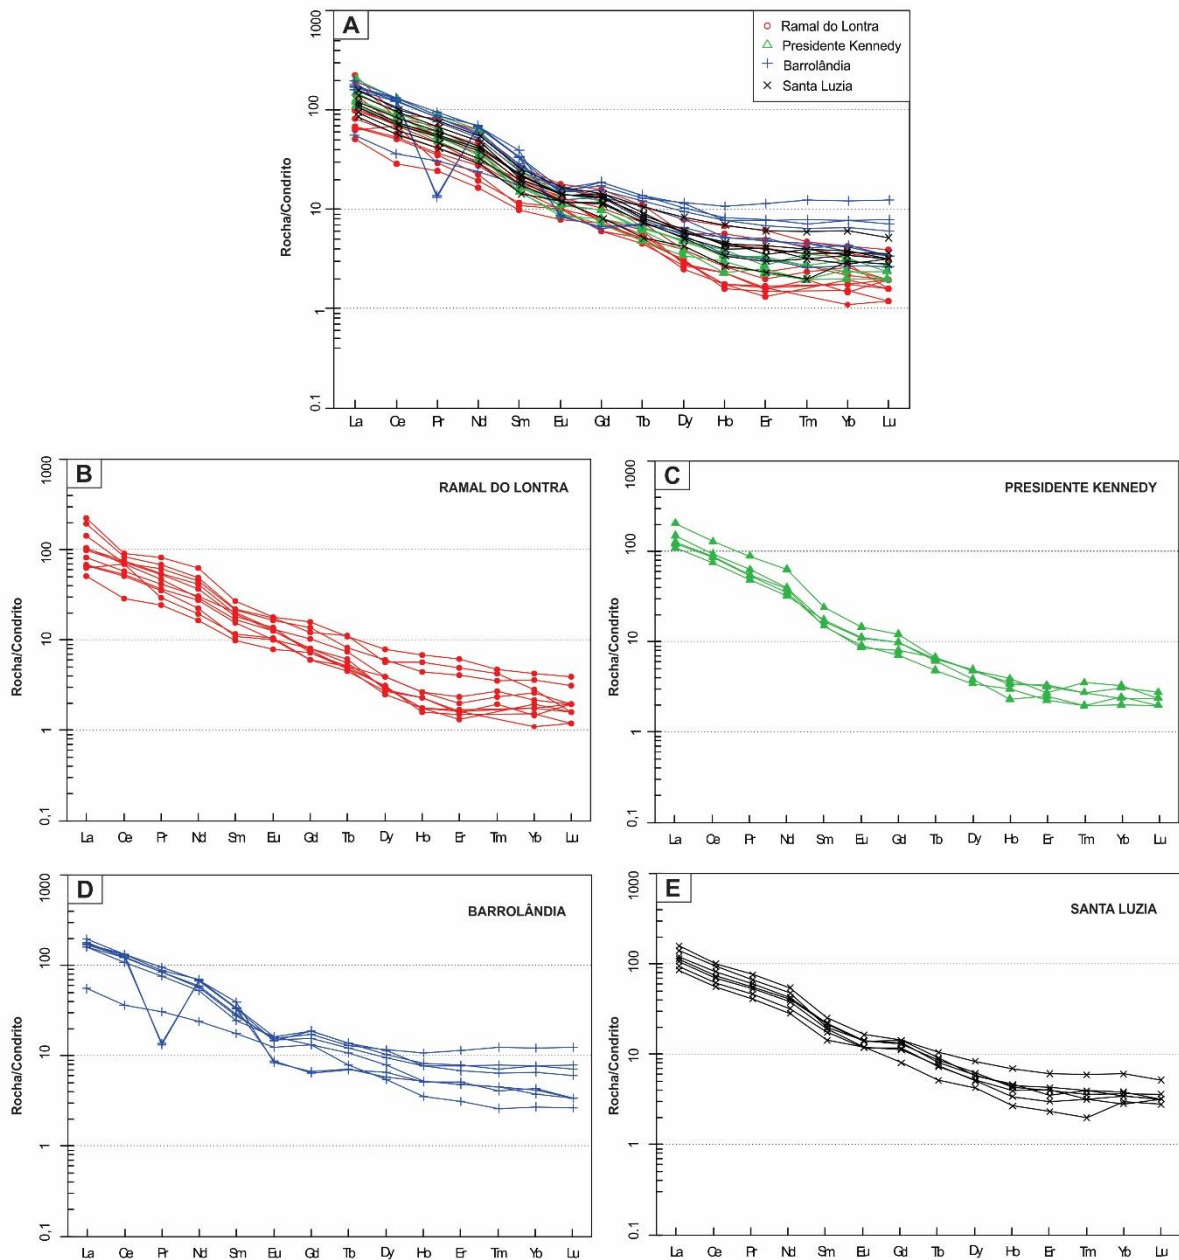 A
1000
100
10
1
0.1
Rocha/Condrito
Ramal do Lontra
Presidente Kennedy
Barrolândia
Santa Luzia
La Ce Pr Nd Sm Eu Gd Tb Dy Ho Er Tm Yb Lu
B
RAMAL DO LONTRA
1000
100
10
1
0,1
Rocha/Condrito
La Ce Pr Nd Sm Eu Gd Tb Dy Ho Er Tm Yb Lu
C
PRESIDENTE KENNEDY
1000
100
10
1
0,1
Rocha/Condrito
La Ce Pr Nd Sm Eu Gd Tb Dy Ho Er Tm Yb Lu
D
BARROLÂNDIA
1000
100
10
1
0,1
Rocha/Condrito
La Ce Pr Nd Sm Eu Gd Tb Dy Ho Er Tm Yb Lu
E
SANTA LUZIA
1000
100
10
1
0,1
Rocha/Condrito
La Ce Pr Nd Sm Eu Gd Tb Dy Ho Er Tm Yb Lu